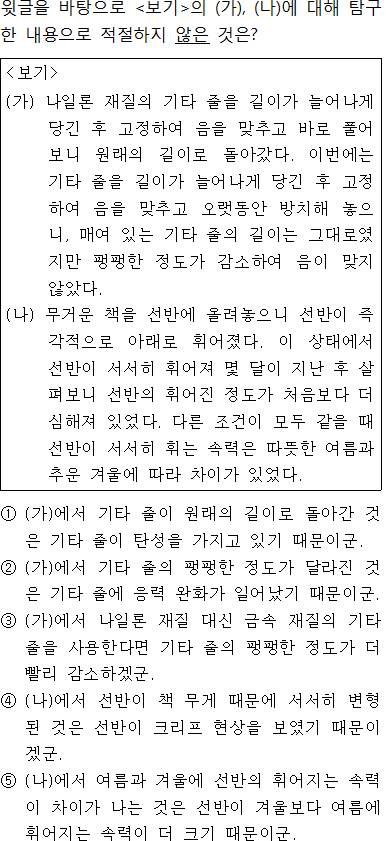 윗글을 바탕으로 <보기>의 (가), (나)에 대해 탐구
한 내용으로 적절하지 않은 것은?
<보기>
(가) 나일론 재질의 기타 줄을 길이가 늘어나게
당긴 후 고정하여 음을 맞추고 바로 풀어
보니 원래의 길이로 돌아갔다. 이번에는
기타 줄을 길이가 늘어나게 당긴 후 고정
하여 음을 맞추고 오랫동안 방치해 놓으
니, 매여 있는 기타 줄의 길이는 그대로였
지만 팽팽한 정도가 감소하여 음이 맞지
않았다.
(나) 무거운 책을 선반에 올려놓으니 선반이 즉
각적으로 아래로 휘어졌다. 이 상태에서
선반이 서서히 휘어져 몇 달이 지난 후 살
펴보니 선반의 휘어진 정도가 처음보다 더
심해져 있었다. 다른 조건이 모두 같을 때
선반이 서서히 휘는 속력은 따뜻한 여름과
추운 겨울에 따라 차이가 있었다.
① (가)에서 기타 줄이 원래의 길이로 돌아간 것
은 기타 줄이 탄성을 가지고 있기 때문이군.
② (가)에서 기타 줄의 팽팽한 정도가 달라진 것
은 기타 줄에 응력 완화가 일어났기 때문이군.
③ (가)에서 나일론 재질 대신 금속 재질의 기타
줄을 사용한다면 기타 줄의 팽팽한 정도가 더
빨리 감소하겠군.
④ (나)에서 선반이 책 무게 때문에 서서히 변형
된 것은 선반이 크리프 현상을 보였기 때문이
겠군.
⑤ (나)에서 여름과 겨울에 선반의 휘어지는 속력
이 차이가 나는 것은 선반이 겨울보다 여름에
휘어지는 속력이 더 크기 때문이군.